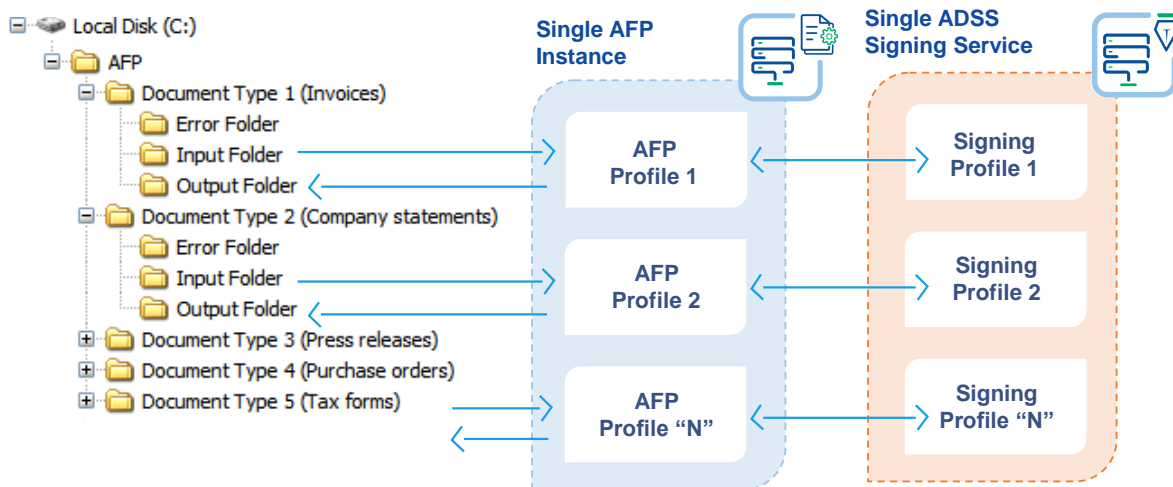 Local Disk (C:)
AFP
Document Type 1 (Invoices)
Error Folder
Input Folder
Output Folder
Document Type 2 (Company statements)
Error Folder
Input Folder
Output Folder
Document Type 3 (Press releases)
Document Type 4 (Purchase orders)
Document Type 5 (Tax forms)
Single AFP
Instance
AFP
Profile 1
AFP
Profile 2
AFP
Profile “N”
Single ADSS
Signing Service
Signing
Profile 1
Signing
Profile 2
Signing
Profile “N”